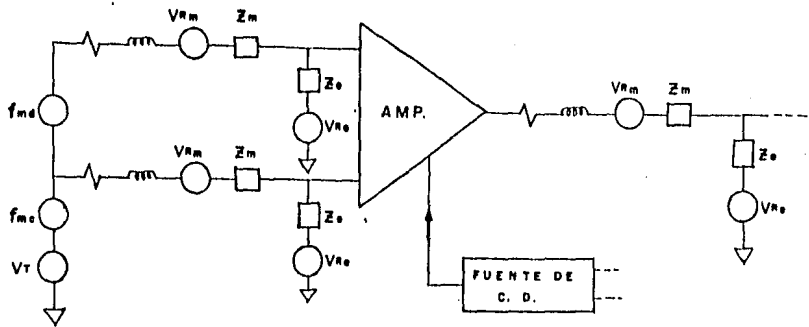 VRm Zm
Ze
VRe
fmd
AMP.
VRm Zm
Ze
VRe
VRm Zm
Ze
VRe
fmc
VT
FUENTE DE
C. D.